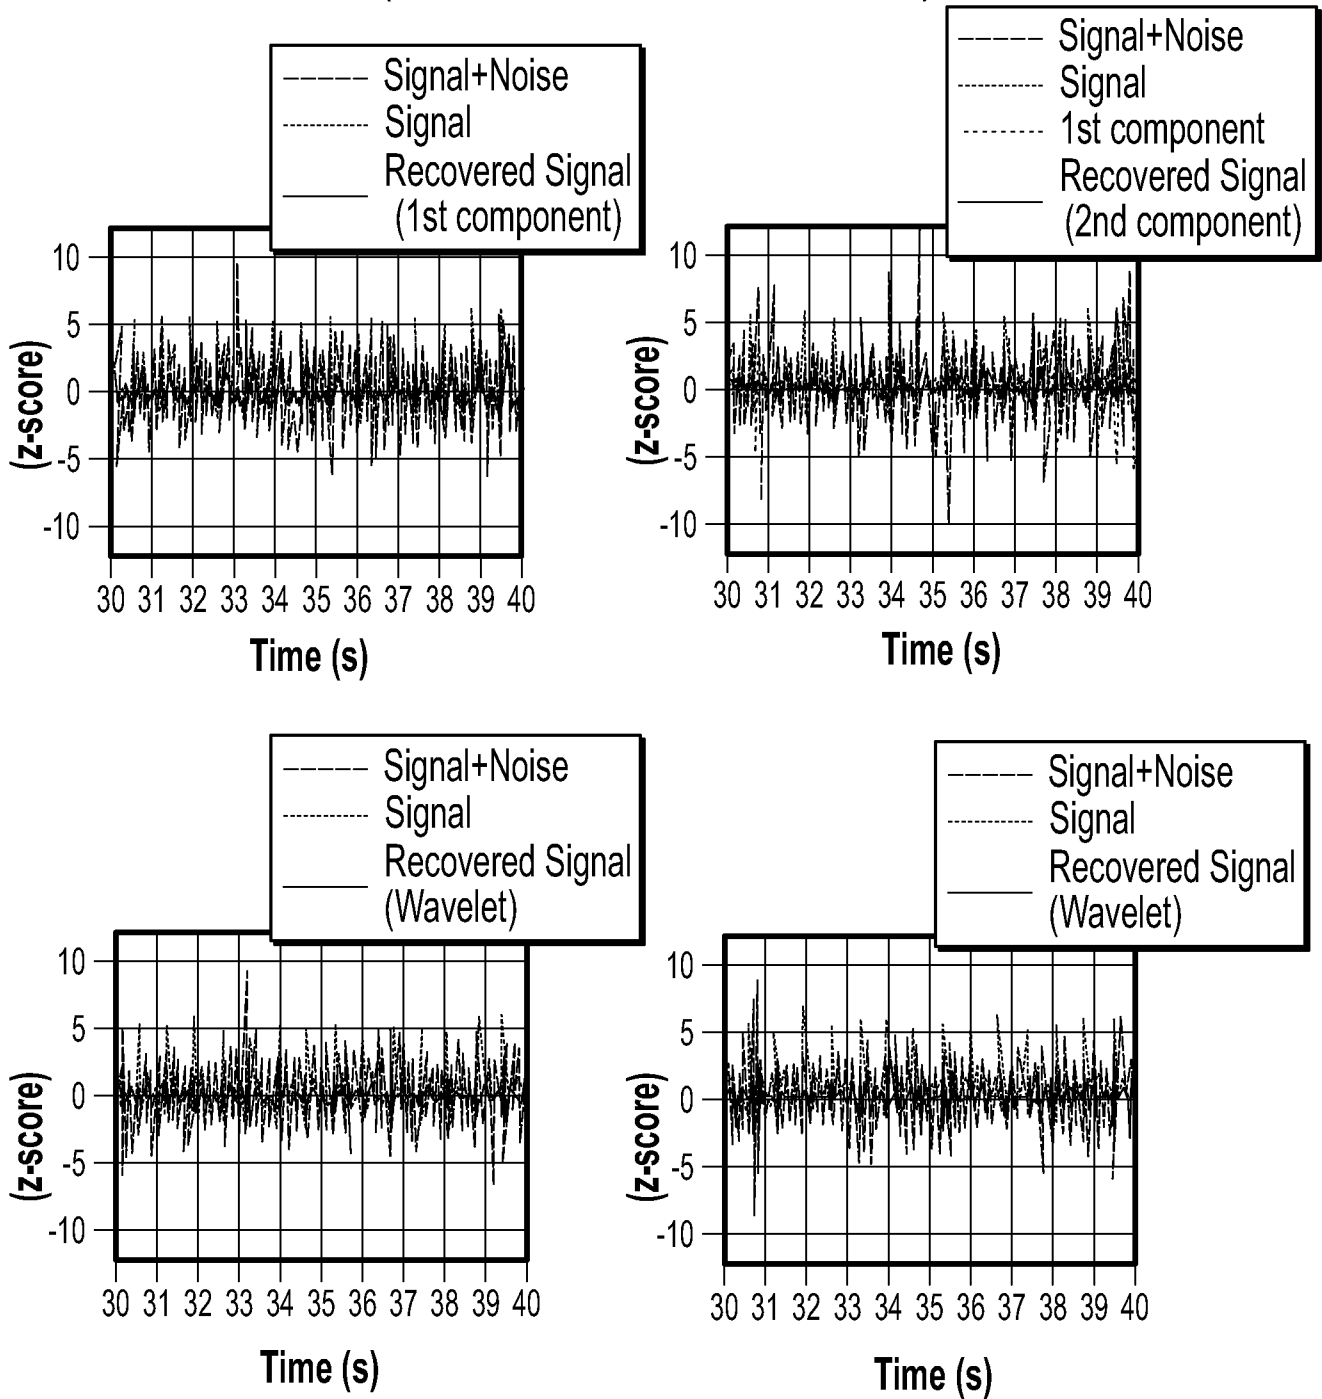 Signal+Noise
Signal
Recovered Signal
(1st component)
10
5
0
-5
-10
(z-score)
30 31 32 33 34 35 36 37 38 39 40
Time (s)
Signal+Noise
Signal
1st component
Recovered Signal
(2nd component)
10
5
0
-5
-10
(z-score)
30 31 32 33 34 35 36 37 38 39 40
Time (s)
Signal+Noise
Signal
Recovered Signal
(Wavelet)
10
5
0
-5
-10
(z-score)
30 31 32 33 34 35 36 37 38 39 40
Time (s)
Signal+Noise
Signal
Recovered Signal
(Wavelet)
10
5
0
-5
-10
(z-score)
30 31 32 33 34 35 36 37 38 39 40
Time (s)